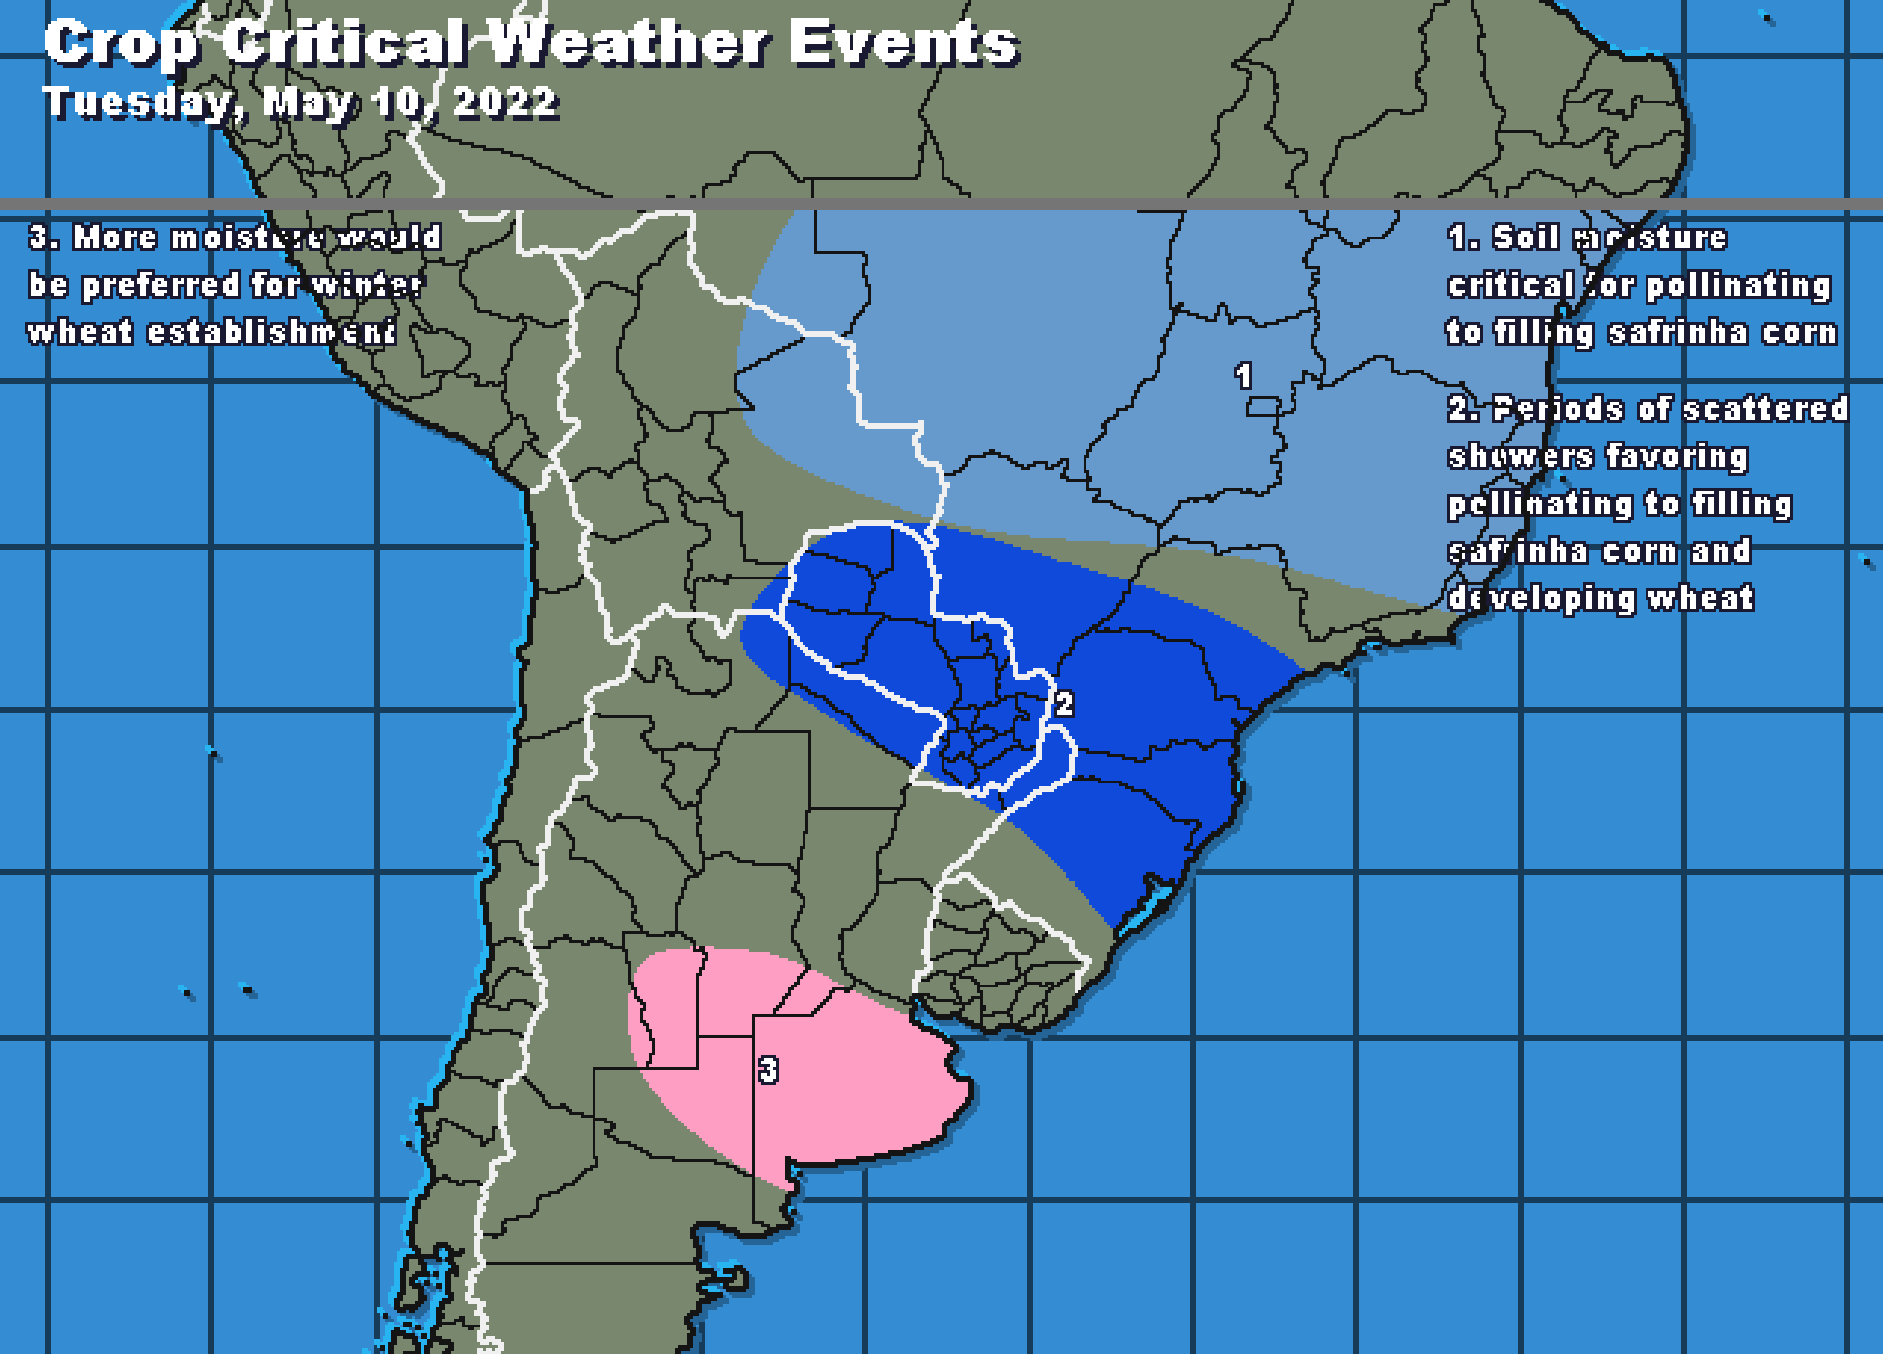 Crop Critical Weather Events
Tuesday, May 10, 2022
3. More moisture would
be preferred for winter
wheat establishment
1. Soil moisture
critical for pollinating
to filling safrinha corn
2. Periods of scattered
showers favoring
pollinating to filling
safrinha corn and
developing wheat
1
2
3